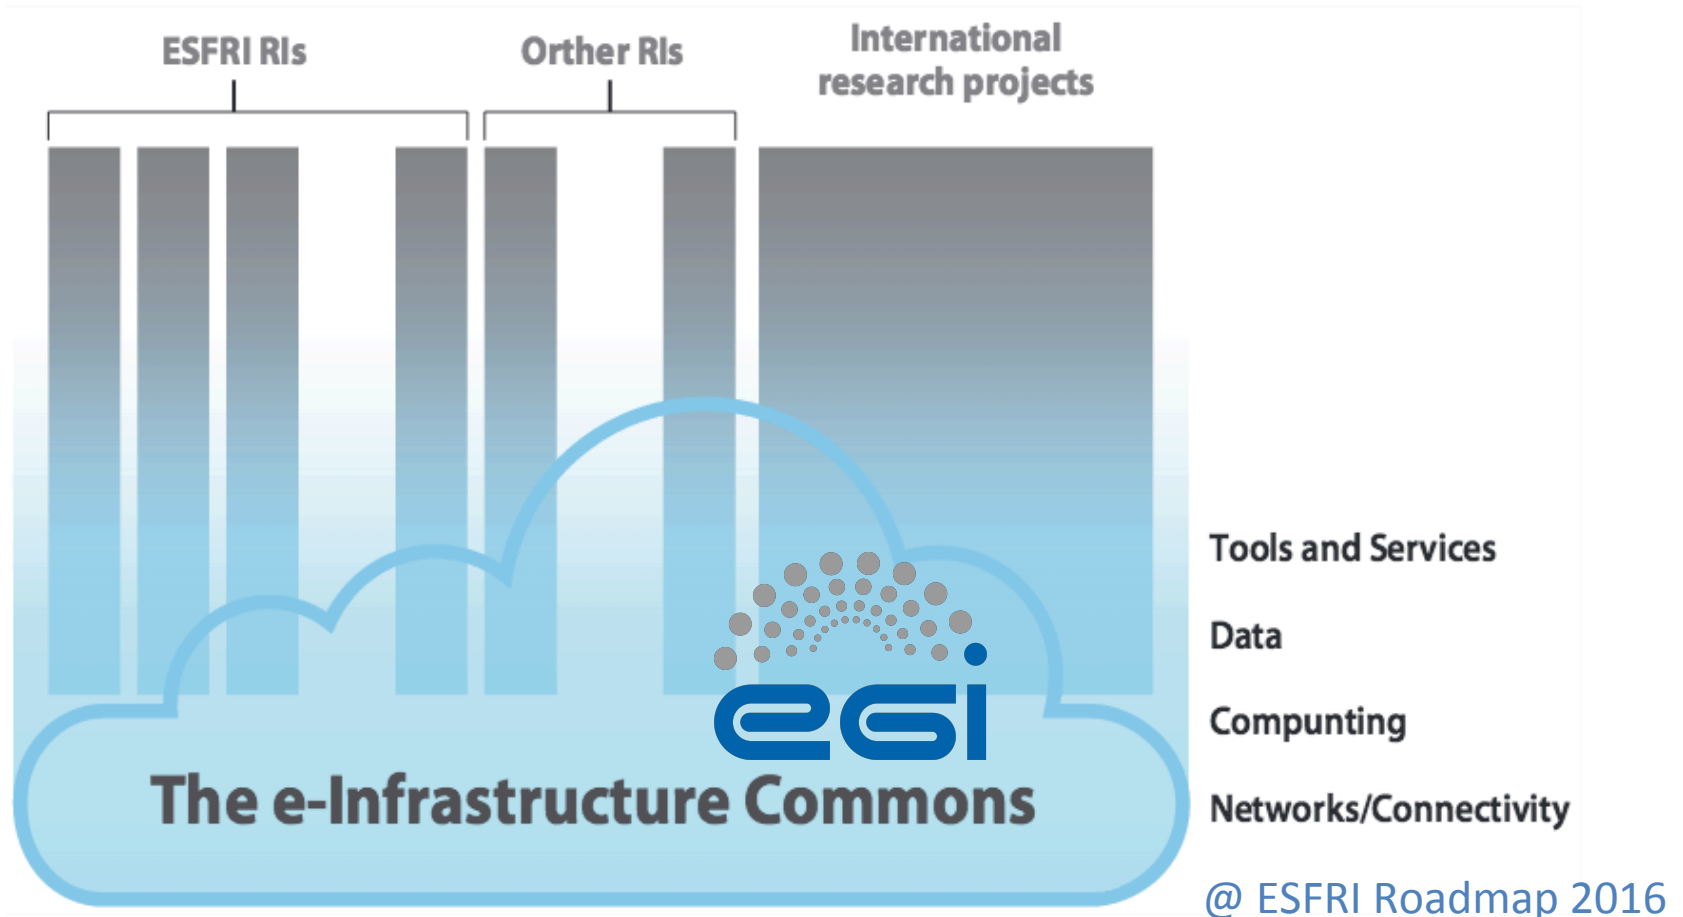 ESFRI RIs
Orther RIs
International
research projects
Tools and Services
Data
egi
Compunting
The e-Infrastructure Commons
Networks/Connectivity
@ ESFRI Roadmap 2016